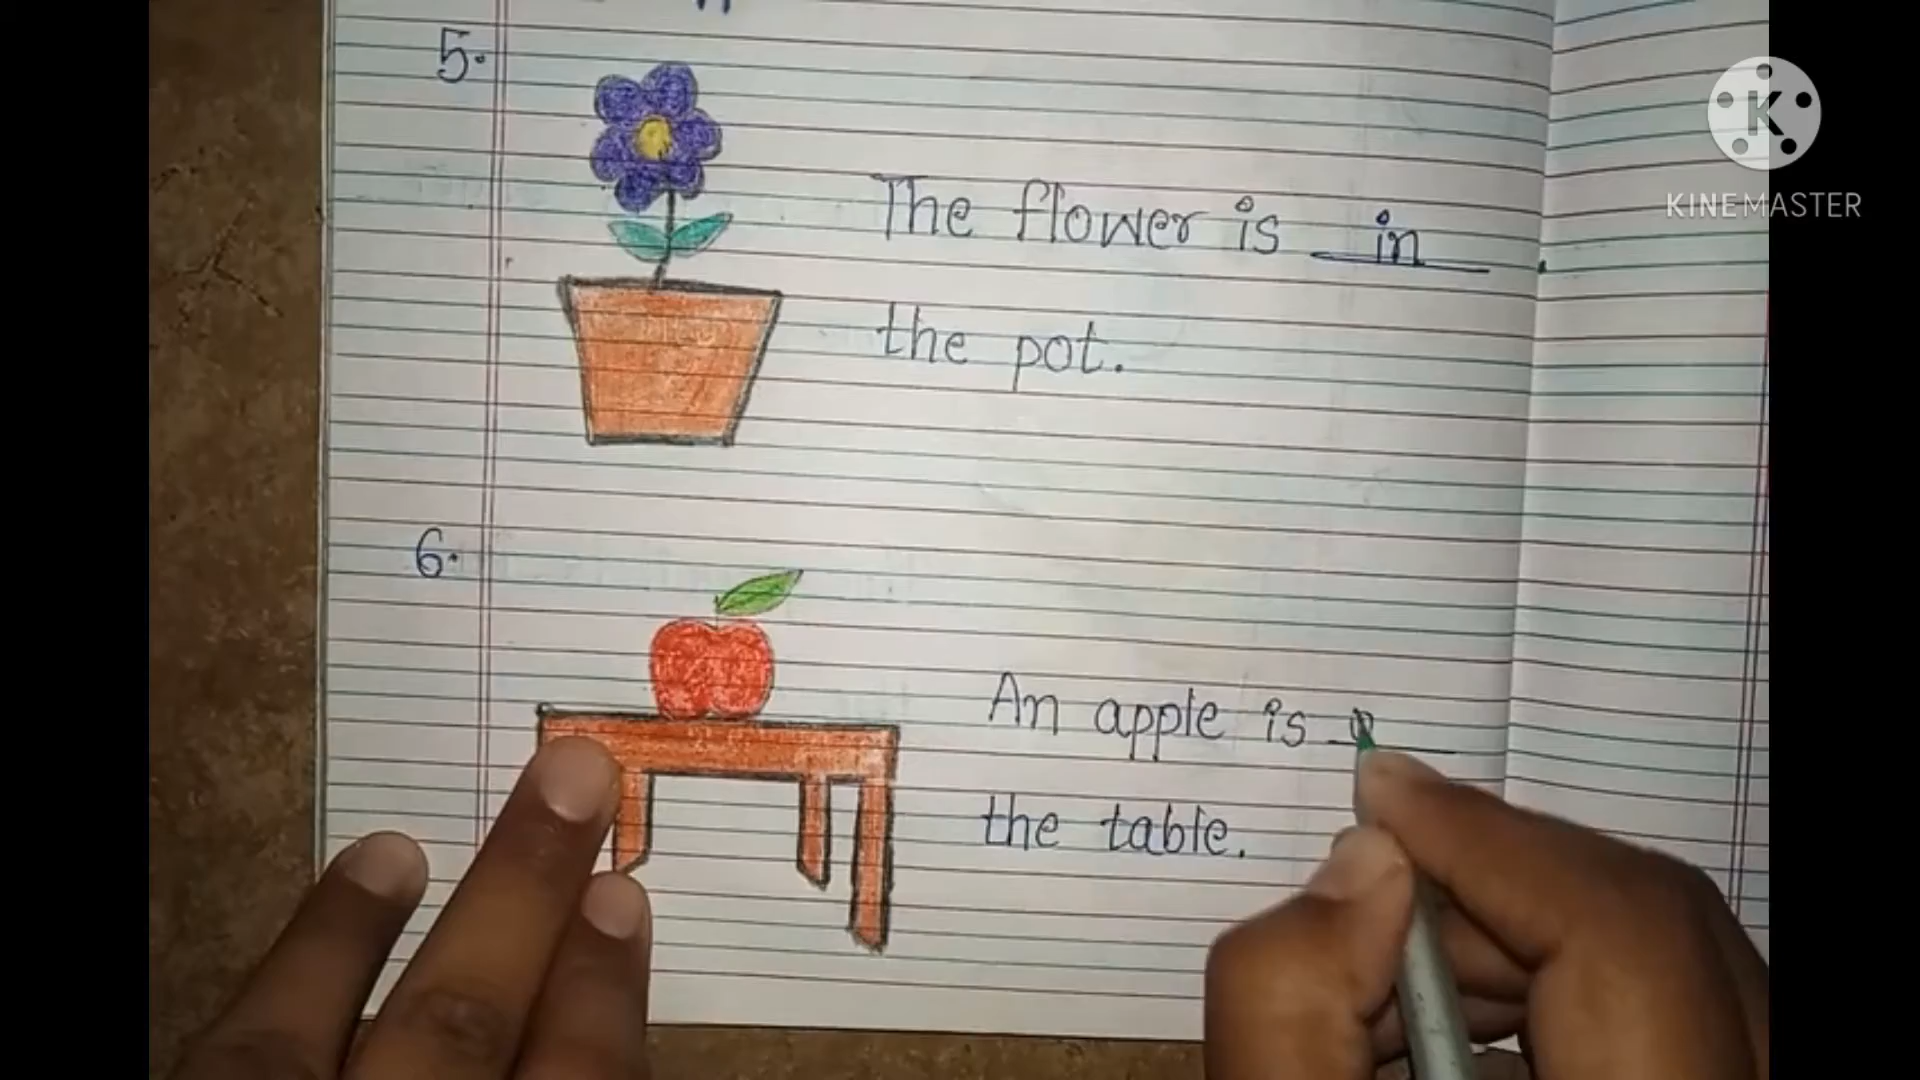 5.
The flower is in
the pot.
6.
An apple is
the table.
KINEMASTER